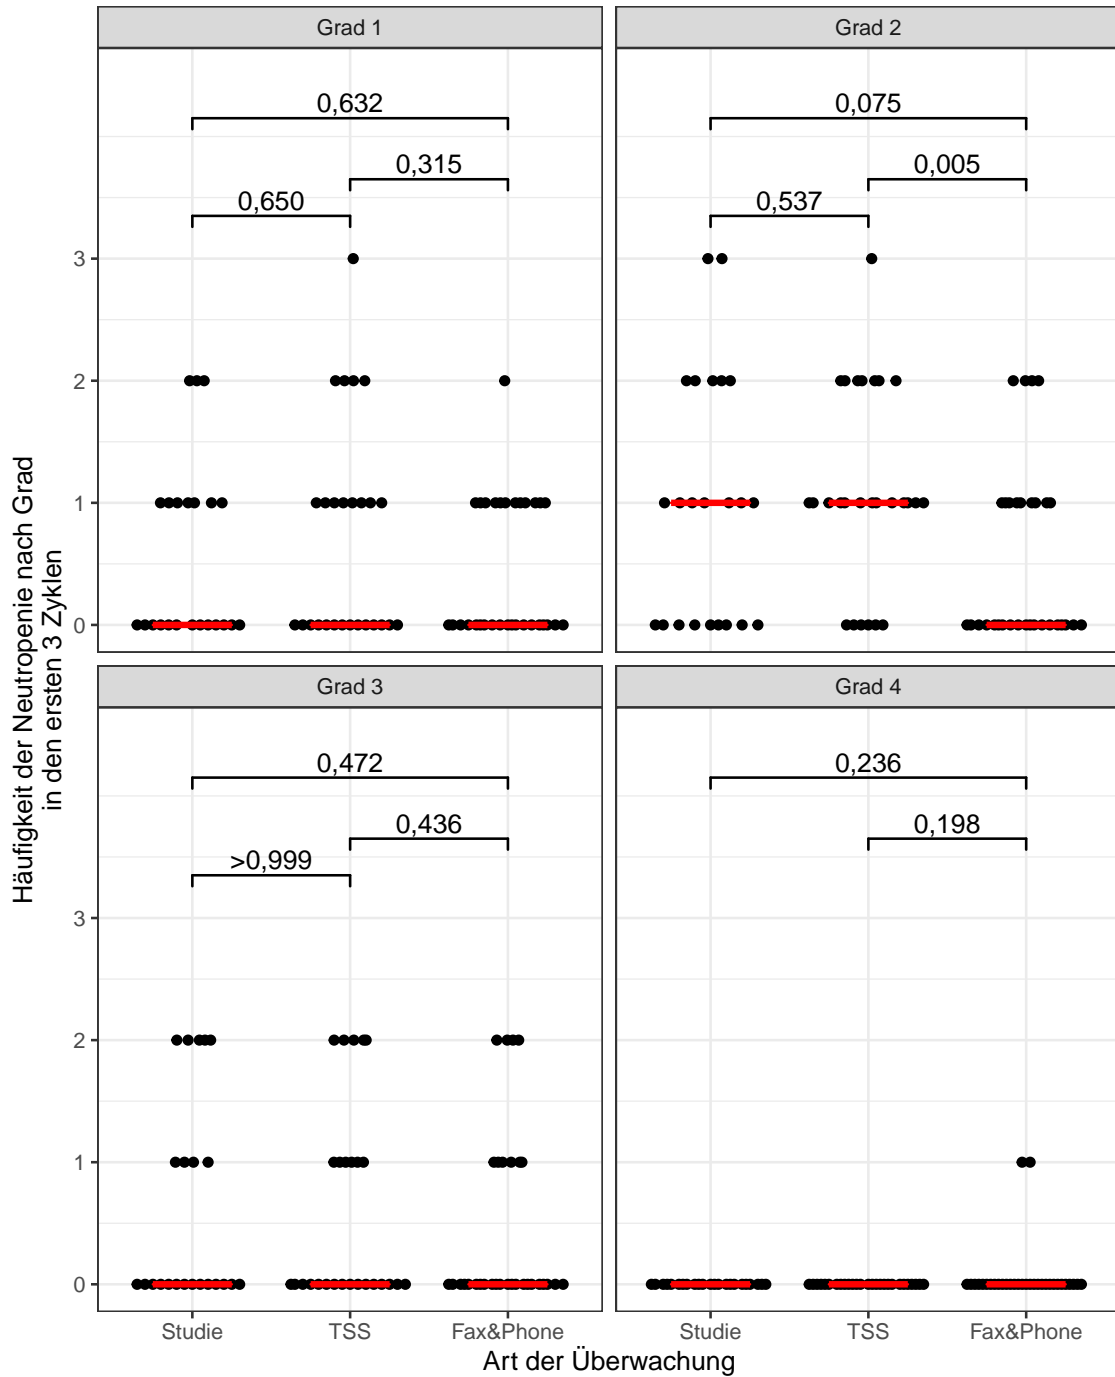 Grad 1
Grad 2
0,632
0,315
0,650
0,075
0,005
0,537
3
2
1
0
Grad 3
Grad 4
0,472
0,436
>0,999
0,236
0,198
3
2
1
0
Häufigkeit der Neutropenie nach Grad
in den ersten 3 Zyklen
Studie TSS Fax&Phone
Studie TSS Fax&Phone
Art der Überwachung